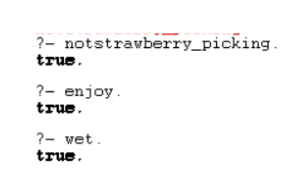 ?- notstrawberry_picking.
true.
?- enjoy.
true.
?- wet.
true.